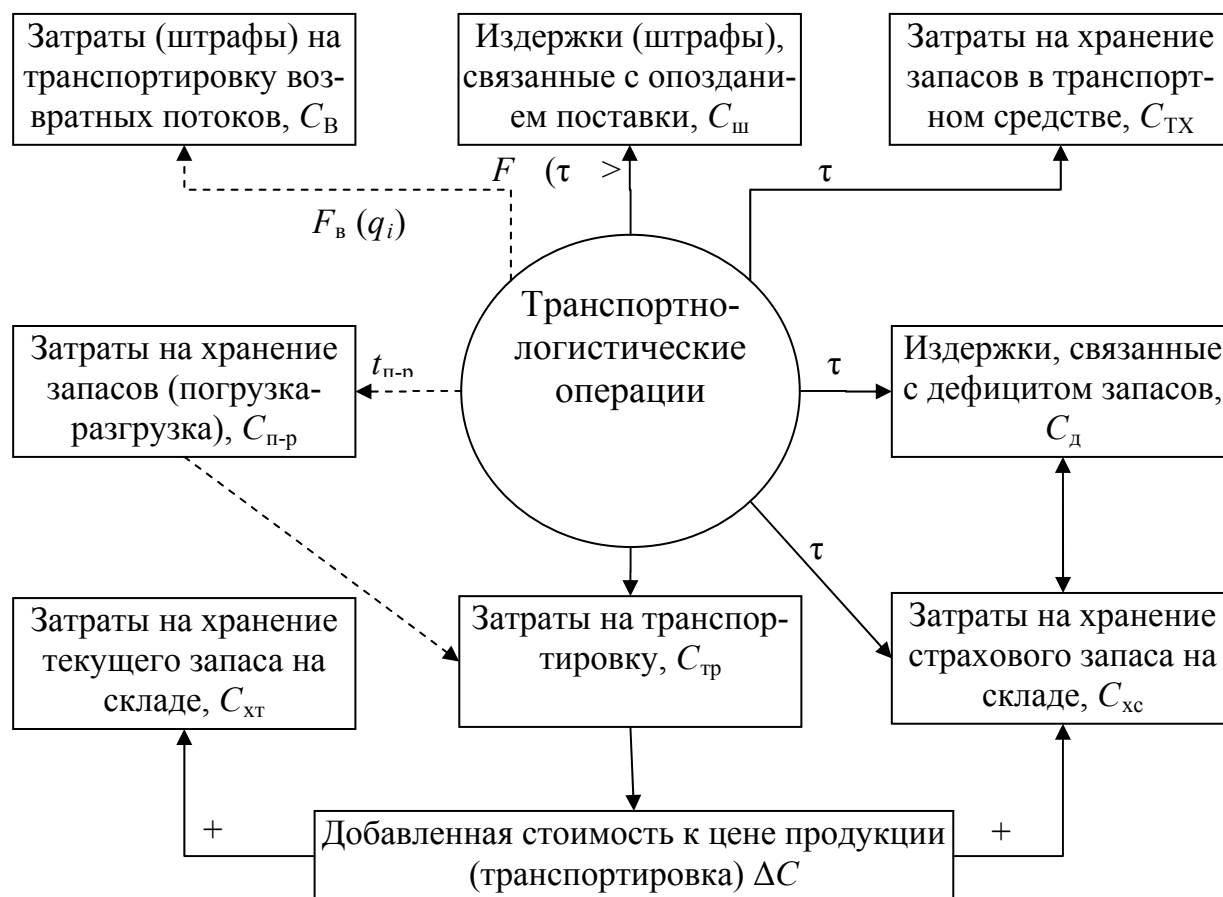 Затраты (штрафы) на
транспортировку воз-
вратных потоков, CВ
Издержки (штрафы),
связанные с опоздани-
ем поставки, Cш
Затраты на хранение
запасов в транспорт-
ном средстве, CТХ
F (τ >
τ
Fв (qi)
Транспортно-
логистические
операции
Затраты на хранение
запасов (погрузка-
разгрузка), Cп-р
tп-р
τ
Издержки, связанные
с дефицитом запасов,
Cд
τ
Затраты на хранение
текущего запаса на
складе, Cхт
Затраты на транспор-
тировку, Cтр
Затраты на хранение
страхового запаса на
складе, Cхс
+
Добавленная стоимость к цене продукции
(транспортировка) ΔC
+